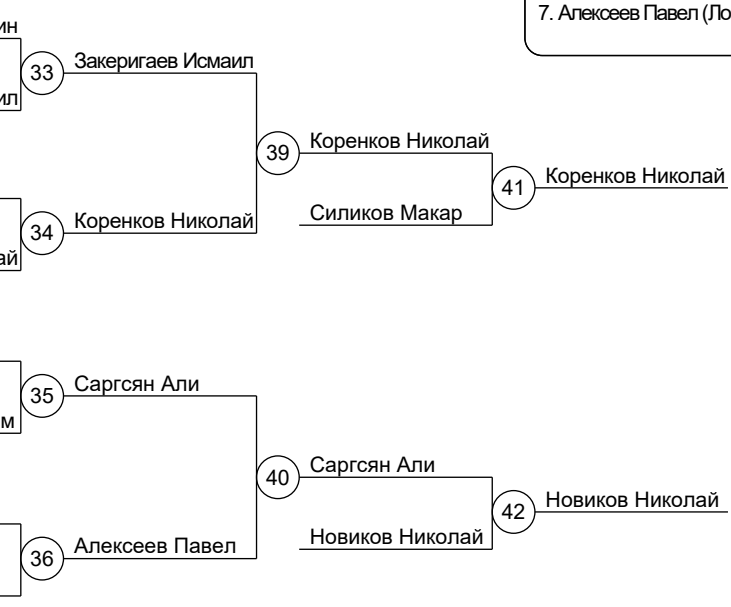 7. Алексеев Павел
33
Закеригаев Исмаил
39
Коренков Николай
41
Коренков Николай
Силиков Макар
34
Коренков Николай
35
Саргсян Али
40
Саргсян Али
42
Новиков Николай
Новиков Николай
36
Алексеев Павел